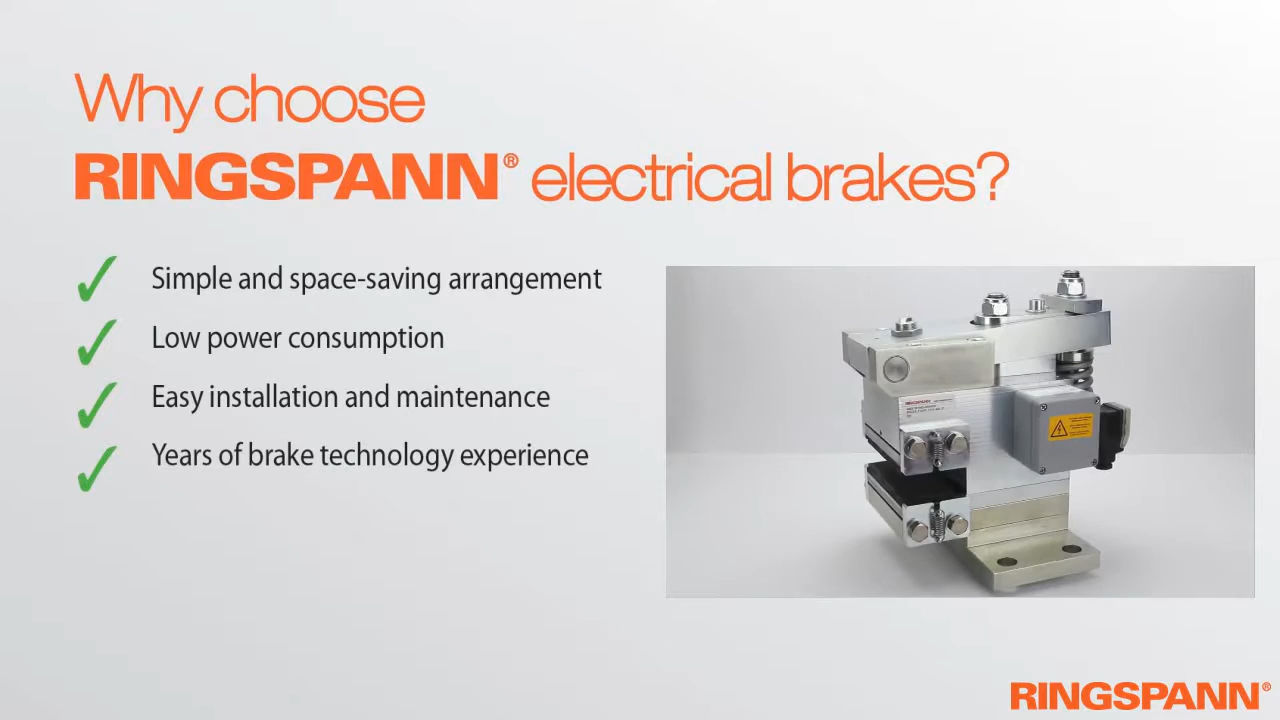 Why choose
RINGSPANN® electrical brakes?
Simple and space-saving arrangement
Low power consumption
Easy installation and maintenance
Years of brake technology experience
RINGSPANN
RINGSPANN®